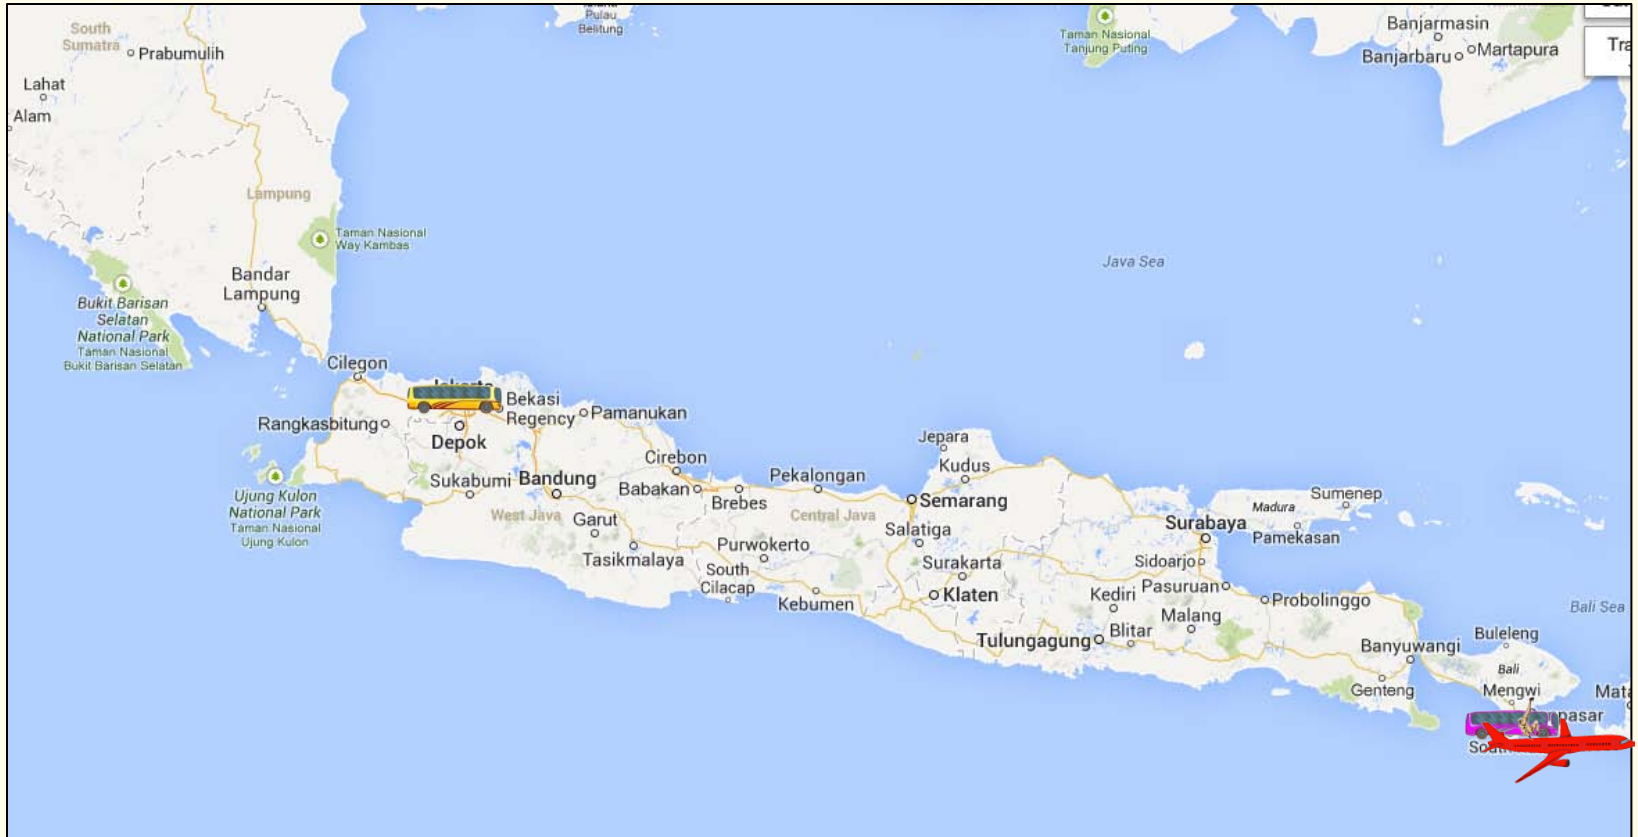 Pulau
Belitung
South
Sumatra
Prabumulih
Lahat
Alam
Taman Nasional
Tanjung Puting
Banjarmasin
Banjarbaru
Martapura
Tra
Lampung
Taman Nasional
Way Kambas
Bandar
Lampung
Bukit Barisan
Selatan
National Park
Taman Nasional
Bukit Barisan Selatan
Java Sea
Cilegon
Jakarta
Bekasi
Regency
Pamanukan
Rangkasbitung
Depok
Jepara
Cirebon
Kudus
Sukabumi
Bandung
Babakan
Brebes
Pekalongan
Semarang
Ujung Kulon
National Park
Taman Nasional
Ujung Kulon
West Java
Garut
Central Java
Salatiga
Surabaya
Madura
Sumenep
Pamekasan
Tasikmalaya
Purwokerto
South
Cilacap
Kebumen
Surakarta
Klaten
Sidoarjo
Kediri
Pasuruan
Probolinggo
Malang
Tulungagung
Blitar
Bali Sea
Banyuwangi
Buleleng
Bali
Genteng
Mengwi
Mata
pasar